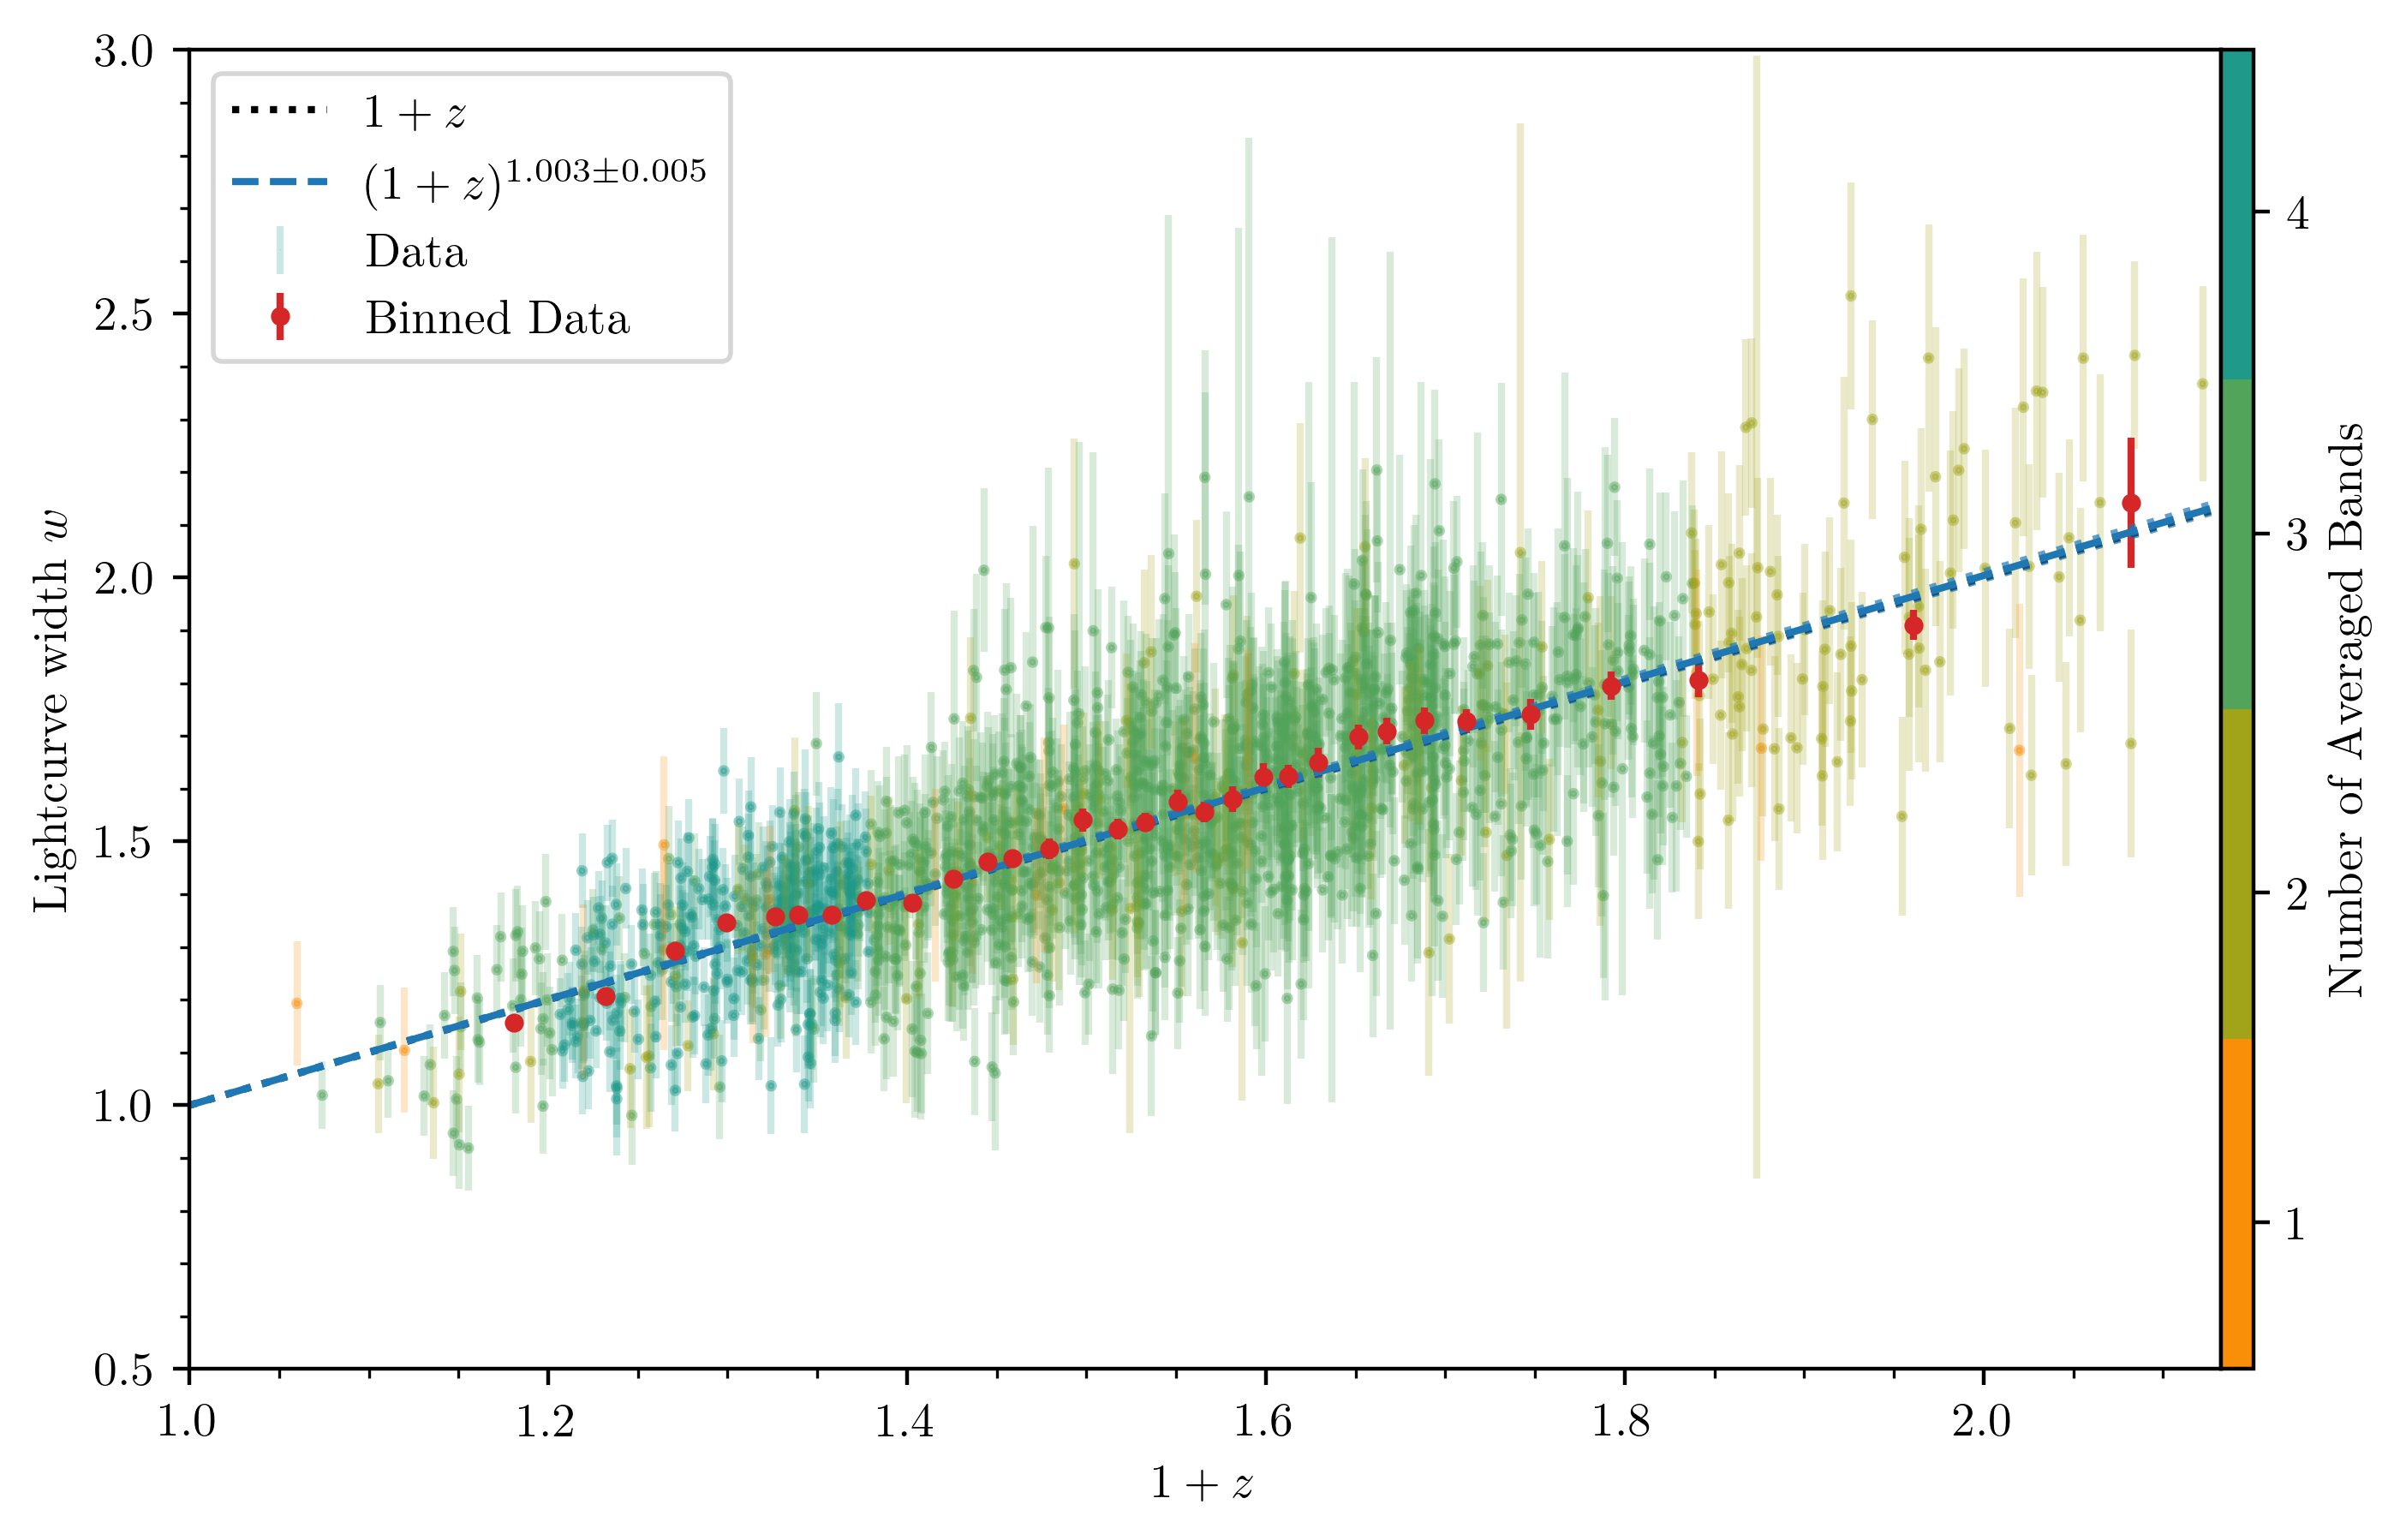 3.0
2.5
2.0
1.5
1.0
0.5
Lightcurve width w
1 + z
(1 + z)^{1.003±0.005}
Data
Binned Data
1.0 1.2 1.4 1.6 1.8 2.0
1 + z
4
3
2
1
Number of Averaged Bands